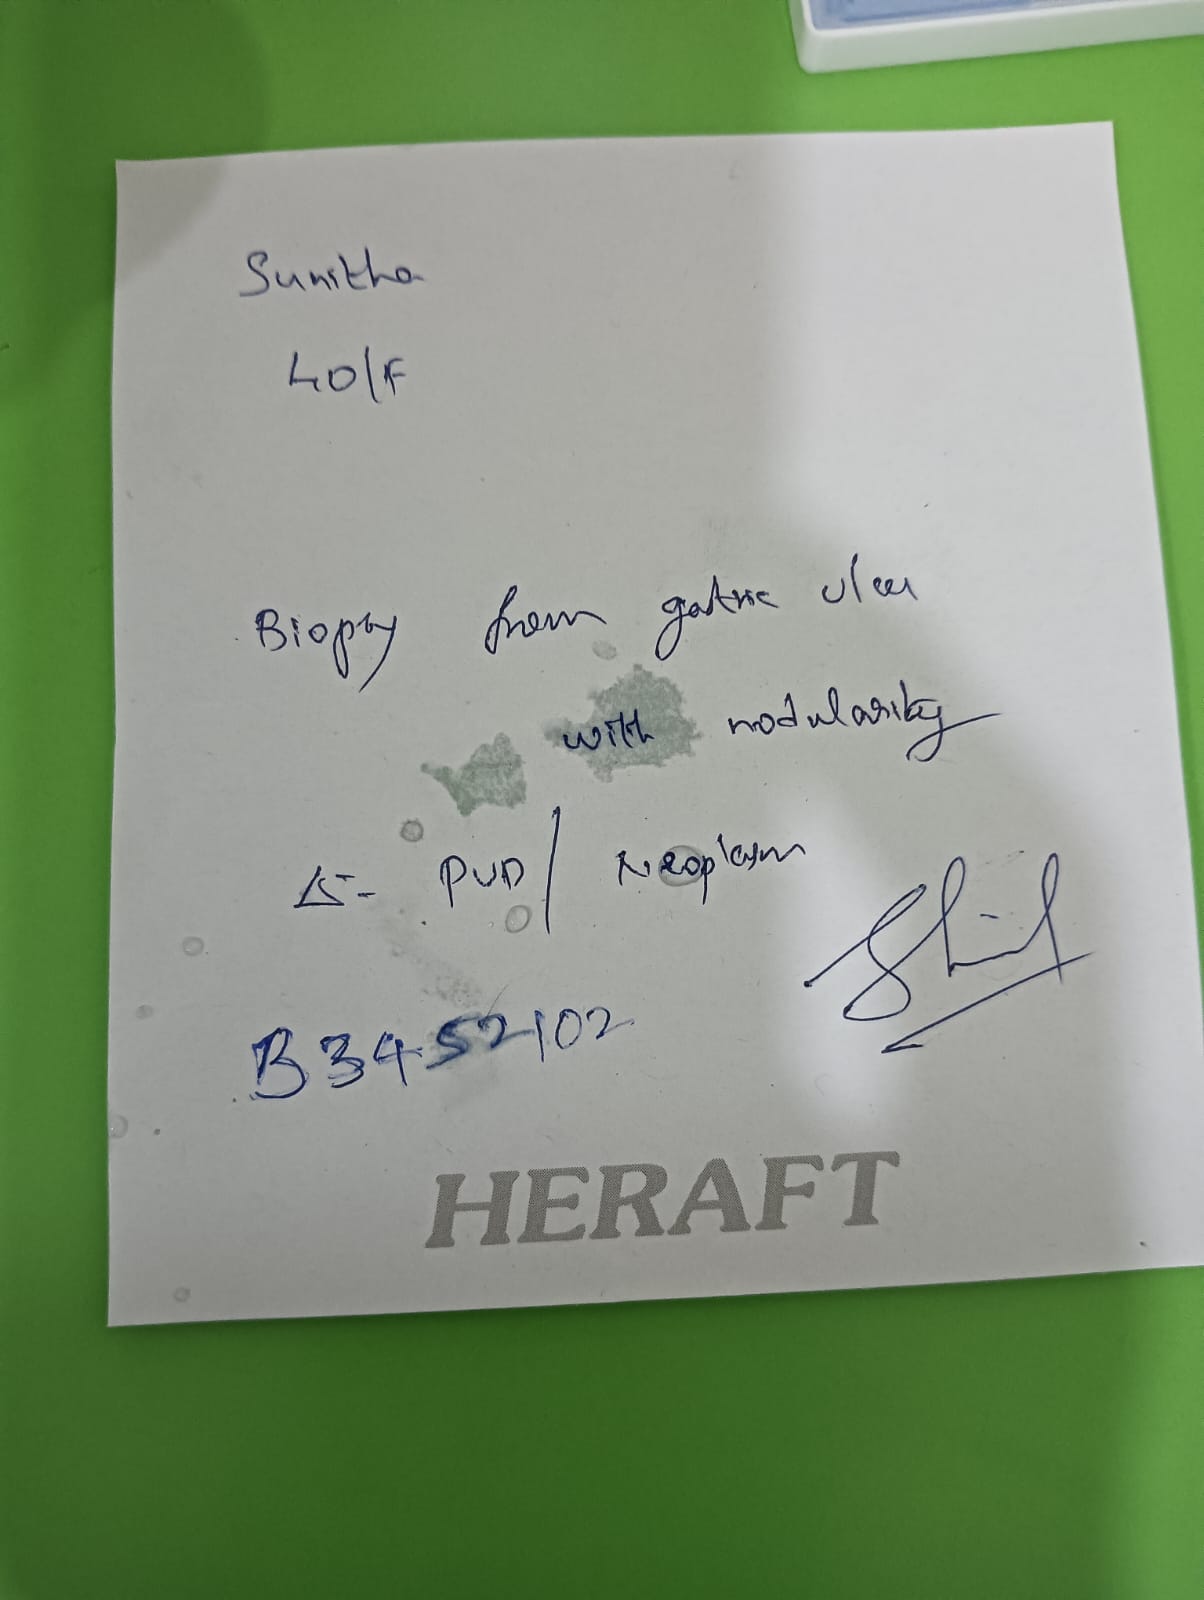 Sunitha
40/F
Biopsy from gastric ulcer
with nodularity
Δ- PUD/ Neoplasm
B3452102
HERAFT